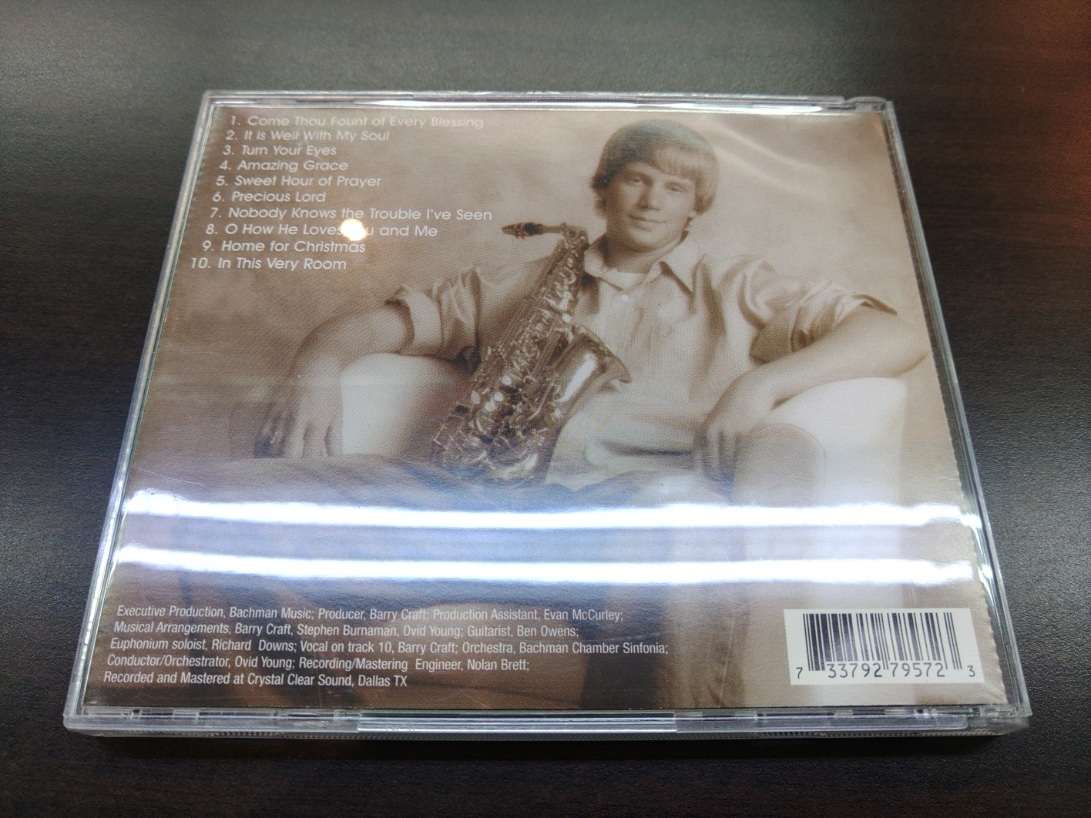 1. Come Thou Fount of Every Blessing
2. It is Well With My Soul
3. Turn Your Eyes
4. Amazing Grace
5. Sweet Hour of Prayer
6. Precious Lord
7. Nobody Knows the Trouble I've Seen
8. O How He Loves You and Me
9. Home for Christmas
10. In This Very Room
Executive Production, Bachman Music; Producer, Barry Craft; Production Assistant, Evan McCurley;
Musical Arrangements, Barry Craft, Stephen Burnaman, Ovid Young; Guitarist, Ben Owens;
Euphonium soloist, Richard Downs; Vocal on track 10, Barry Craft; Orchestra, Bachman Chamber Sinfonia;
Conductor/Orchestrator, Ovid Young; Recording/Mastering Engineer, Nolan Brett;
Recorded and Mastered at Crystal Clear Sound, Dallas TX
7 33792 79572 3